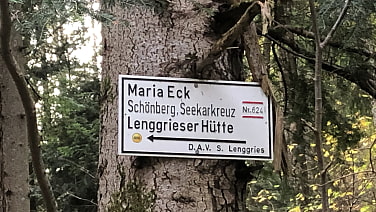 Maria Eck
Schönberg, Seekarkreuz Nr. 624
Lenggrieser Hütte
D.A.V. S. Lenggries